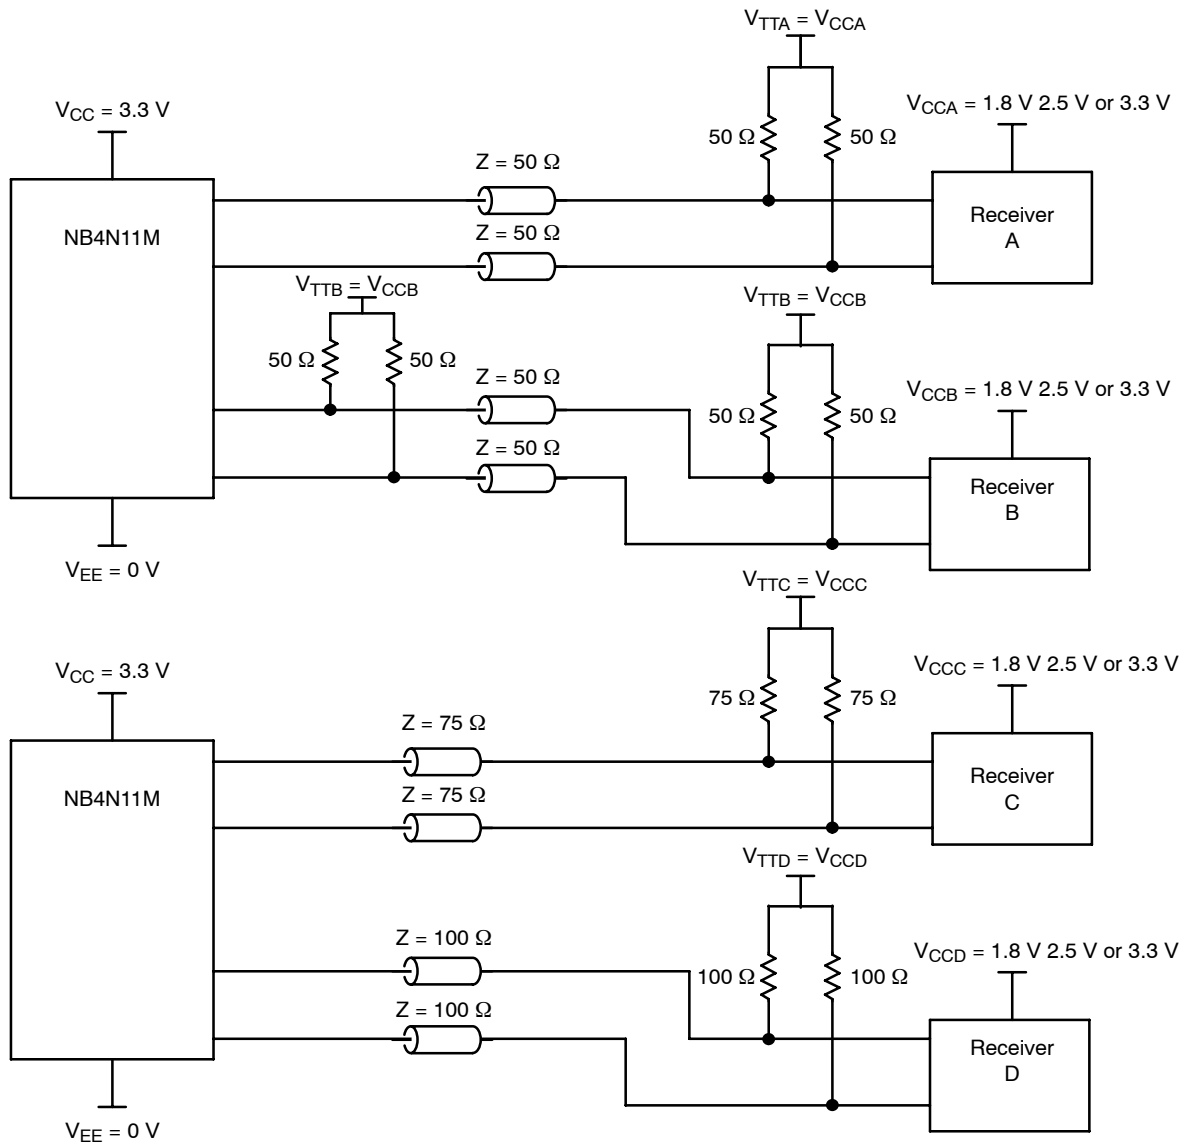 V_TTA = V_CCA
V_CC = 3.3 V
V_CCA = 1.8 V 2.5 V or 3.3 V
50 Ω
50 Ω
Z = 50 Ω
NB4N11M
Receiver
A
Z = 50 Ω
V_TTB = V_CCB
V_TTB = V_CCB
50 Ω
50 Ω
Z = 50 Ω
V_CCB = 1.8 V 2.5 V or 3.3 V
50 Ω
50 Ω
Z = 50 Ω
Receiver
B
V_EE = 0 V
V_TTC = V_CCC
V_CC = 3.3 V
V_CCC = 1.8 V 2.5 V or 3.3 V
75 Ω
75 Ω
Z = 75 Ω
NB4N11M
Receiver
C
Z = 75 Ω
V_TTD = V_CCD
Z = 100 Ω
V_CCD = 1.8 V 2.5 V or 3.3 V
100 Ω
100 Ω
Z = 100 Ω
Receiver
D
V_EE = 0 V